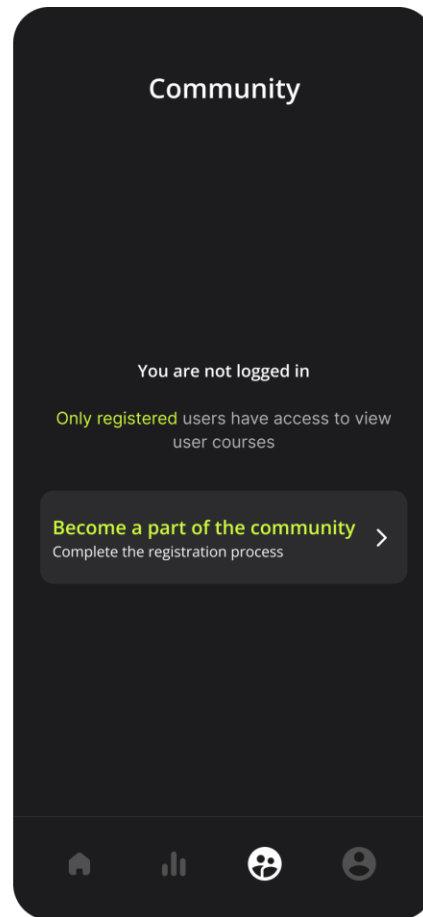 Community
You are not logged in
Only registered users have access to view
user courses
Become a part of the community
Complete the registration process